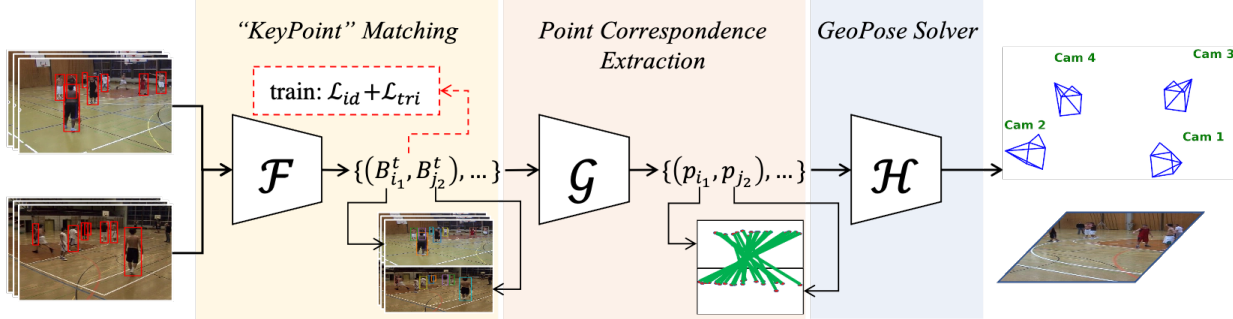 “KeyPoint” Matching
Point Correspondence
Extraction
GeoPose Solver
train: ℒ_id+ℒ_tri
ℱ
{(B^t_{i_1}, B^t_{j_2}), … }
𝒢
{(p_{i_1}, p_{j_2}), … }
ℋ
Cam 4
Cam 3
Cam 2
Cam 1